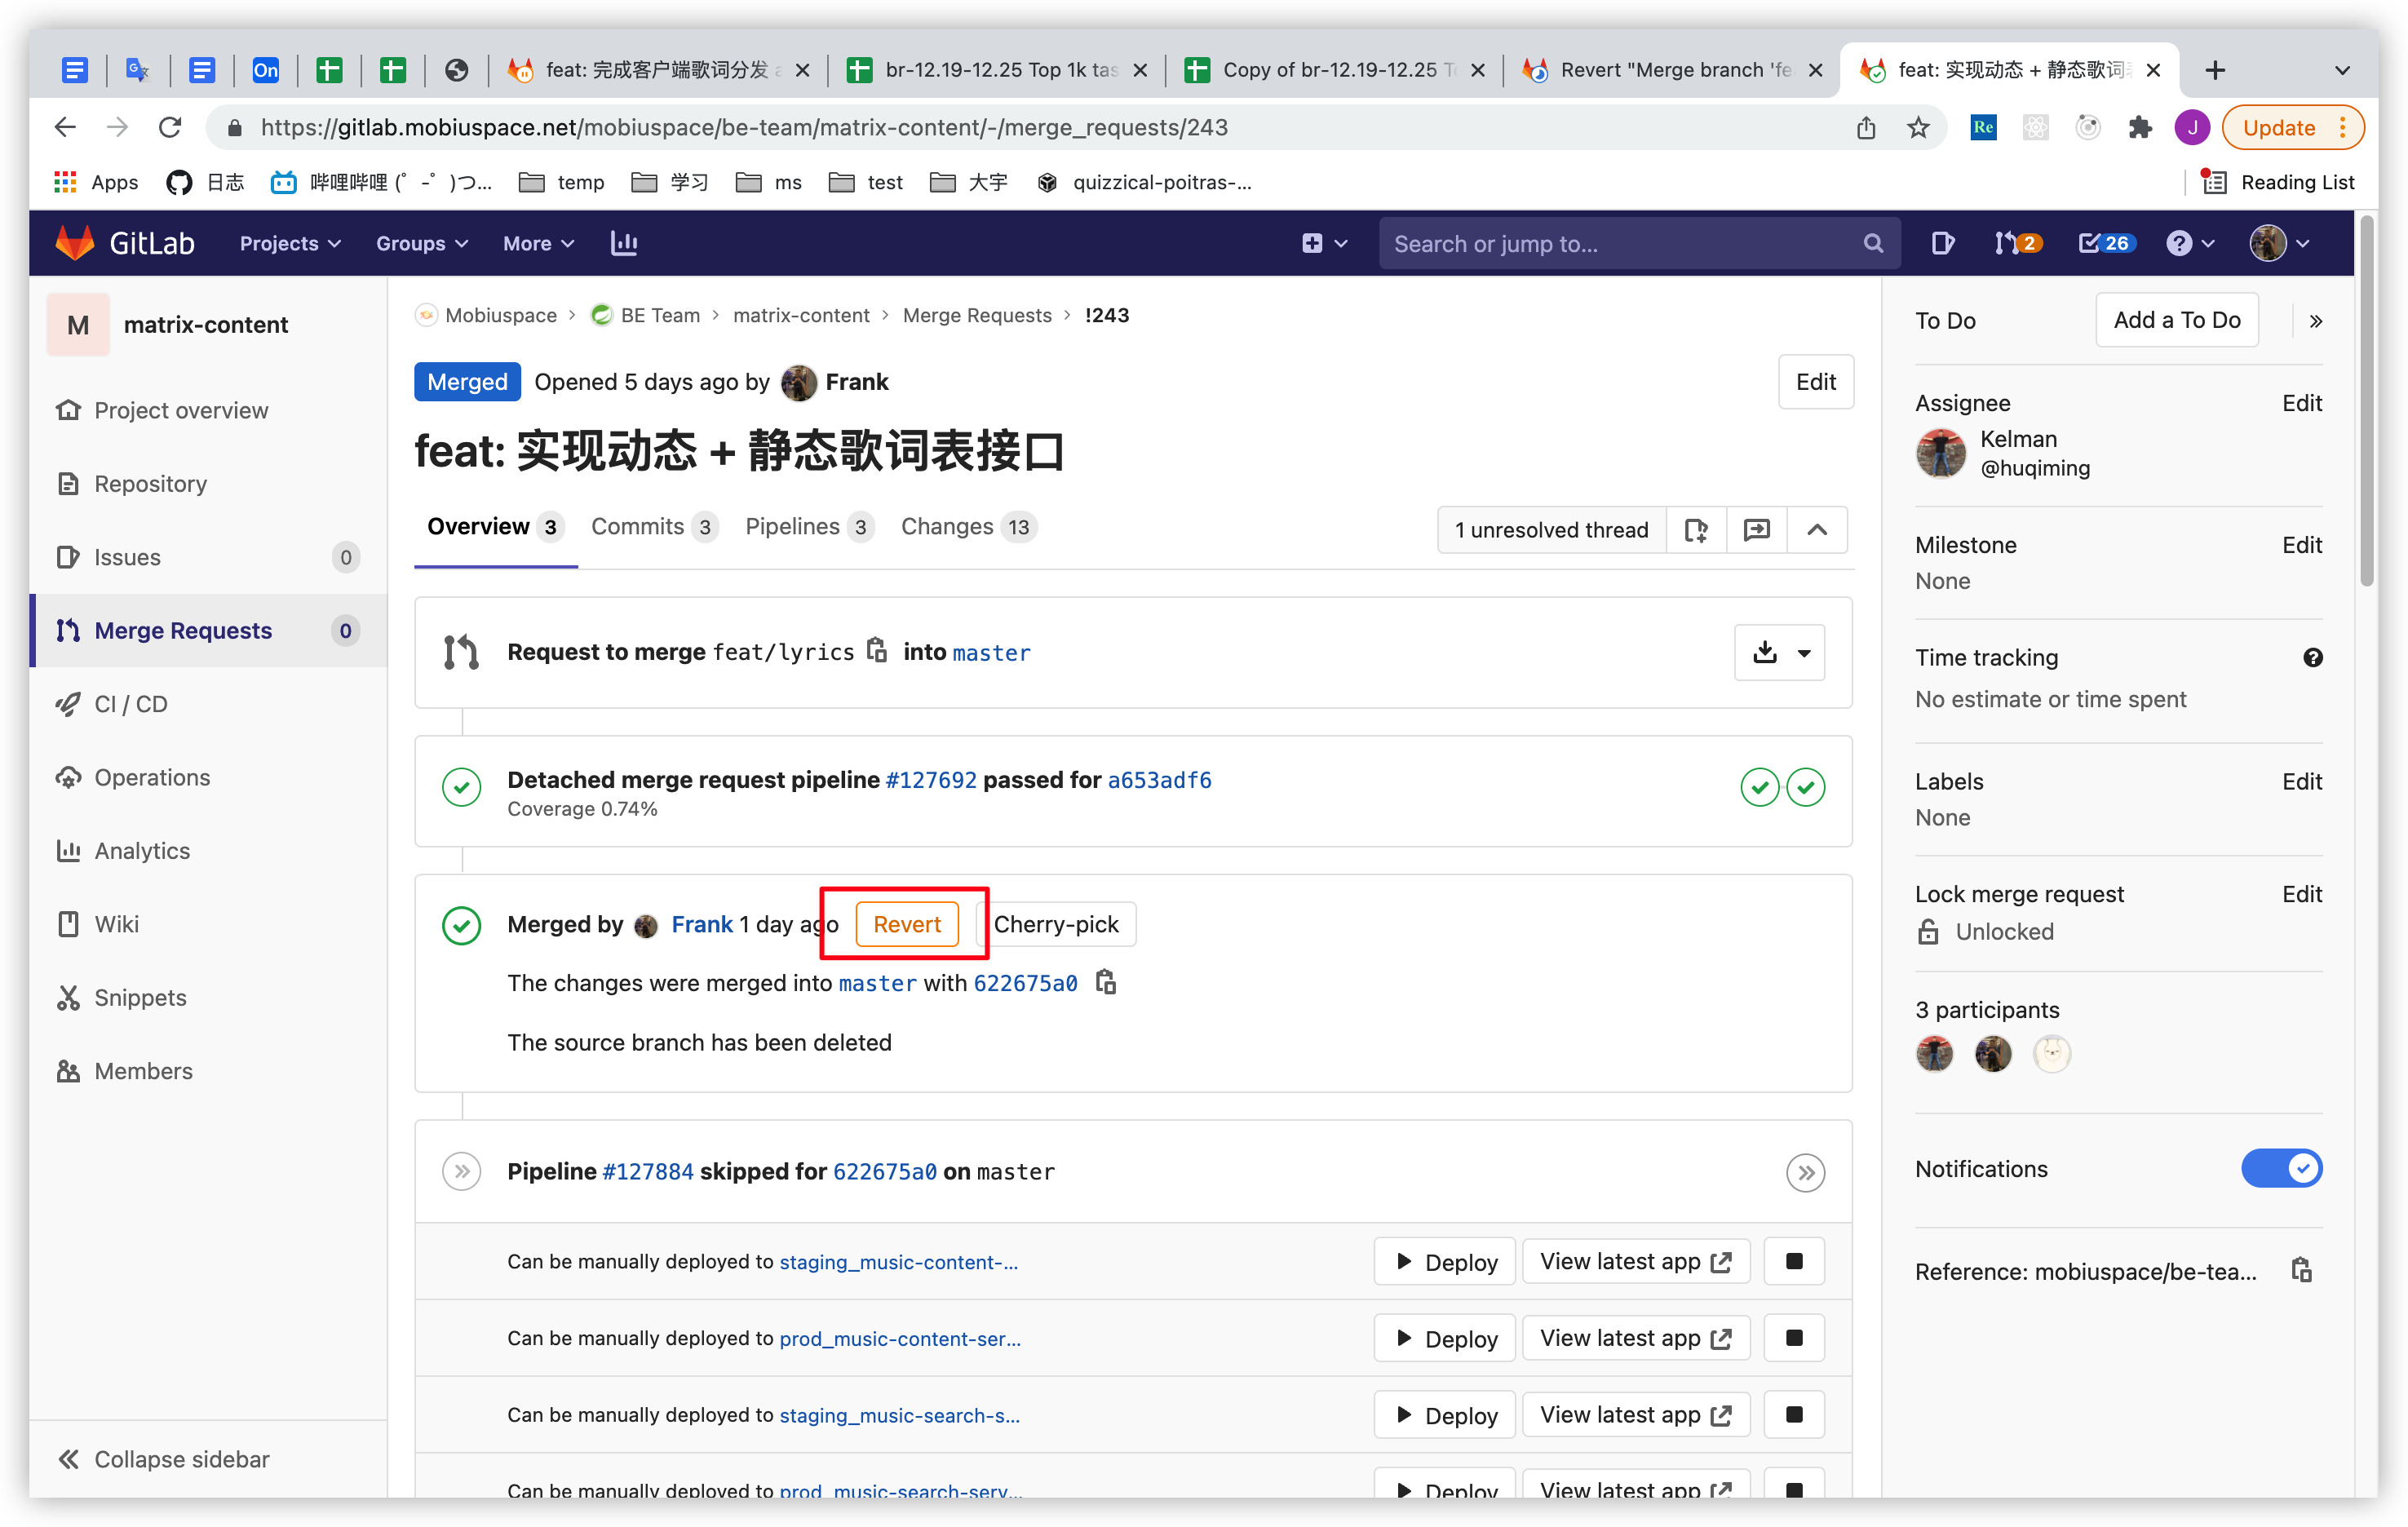 On
feat: 完成客户端歌词分发
br-12.19-12.25 Top 1k tas
Copy of br-12.19-12.25 T
Revert "Merge branch 'fe
feat: 实现动态 + 静态歌词
https://gitlab.mobiuspace.net/mobiuspace/be-team/matrix-content/-/merge_requests/243
Re
J
Update
Apps
日志
哔哩哔哩 (゜-゜)つ...
temp
学习
ms
test
大宇
quizzical-poitras-...
Reading List
GitLab
Projects
Groups
More
Search or jump to...
2
26
M
matrix-content
Project overview
Repository
Issues 0
Merge Requests 0
CI / CD
Operations
Analytics
Wiki
Snippets
Members
Collapse sidebar
Mobiuspace > BE Team > matrix-content > Merge Requests > !243
Merged Opened 5 days ago by Frank
Edit
feat: 实现动态 + 静态歌词表接口
Overview 3 Commits 3 Pipelines 3 Changes 13
1 unresolved thread
Request to merge feat/lyrics into master
Detached merge request pipeline #127692 passed for a653adf6
Coverage 0.74%
Merged by Frank 1 day ago Revert Cherry-pick
The changes were merged into master with 622675a0
The source branch has been deleted
Pipeline #127884 skipped for 622675a0 on master
Can be manually deployed to staging_music-content-... Deploy View latest app
Can be manually deployed to prod_music-content-ser... Deploy View latest app
Can be manually deployed to staging_music-search-s... Deploy View latest app
Can be manually deployed to prod_music-search-serv... Deploy View latest app
To Do Add a To Do
Assignee Edit
Kelman
@huqiming
Milestone Edit
None
Time tracking
No estimate or time spent
Labels Edit
None
Lock merge request Edit
Unlocked
3 participants
Notifications
Reference: mobiuspace/be-tea...